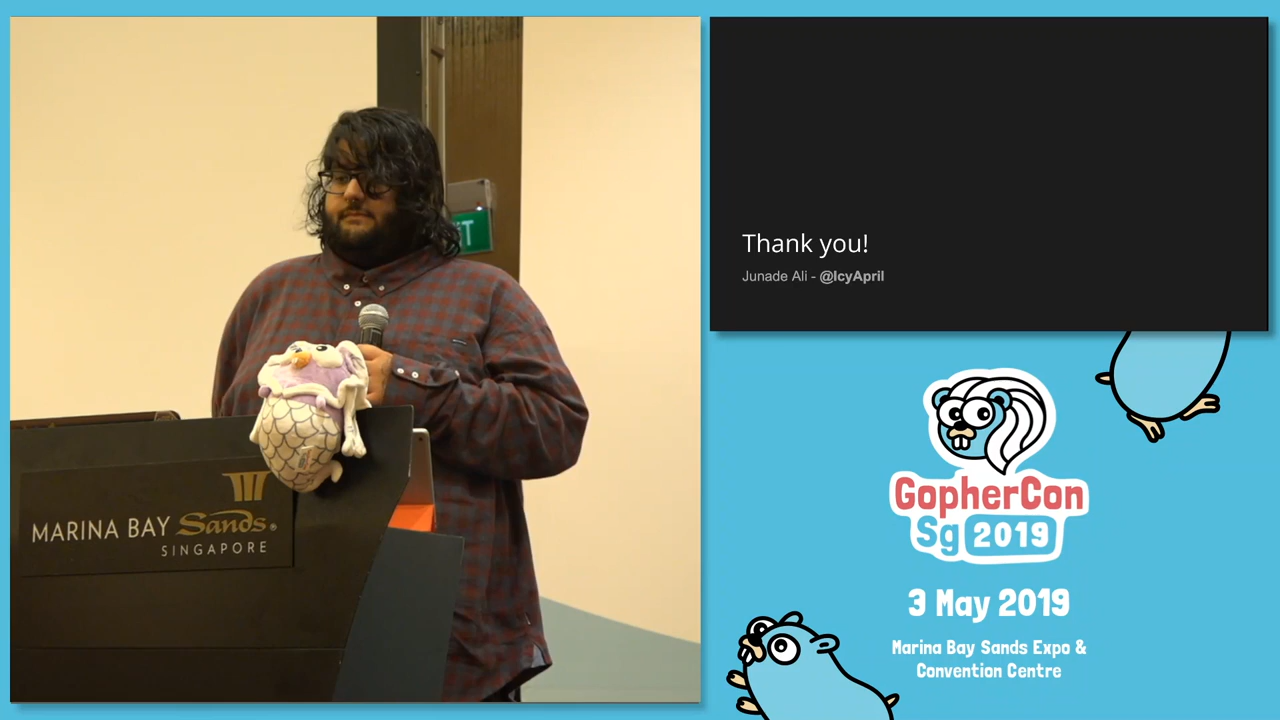 MARINA BAY Sands®
SINGAPORE
Thank you!
Junade Ali - @IcyApril
GopherCon
Sg 2019
3 May 2019
Marina Bay Sands Expo &
Convention Centre